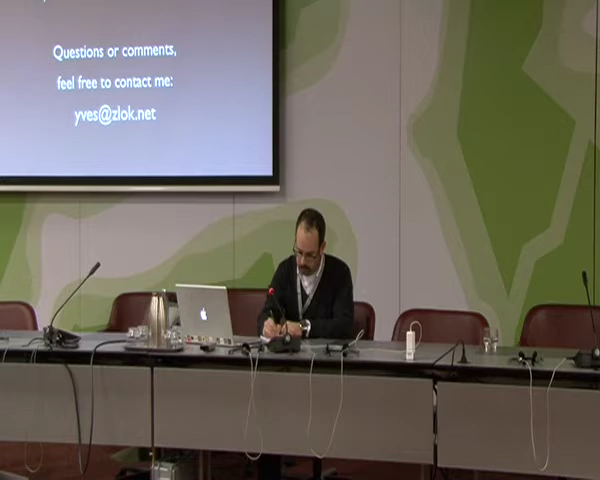 Questions or comments,
feel free to contact me:
yves@zlok.net